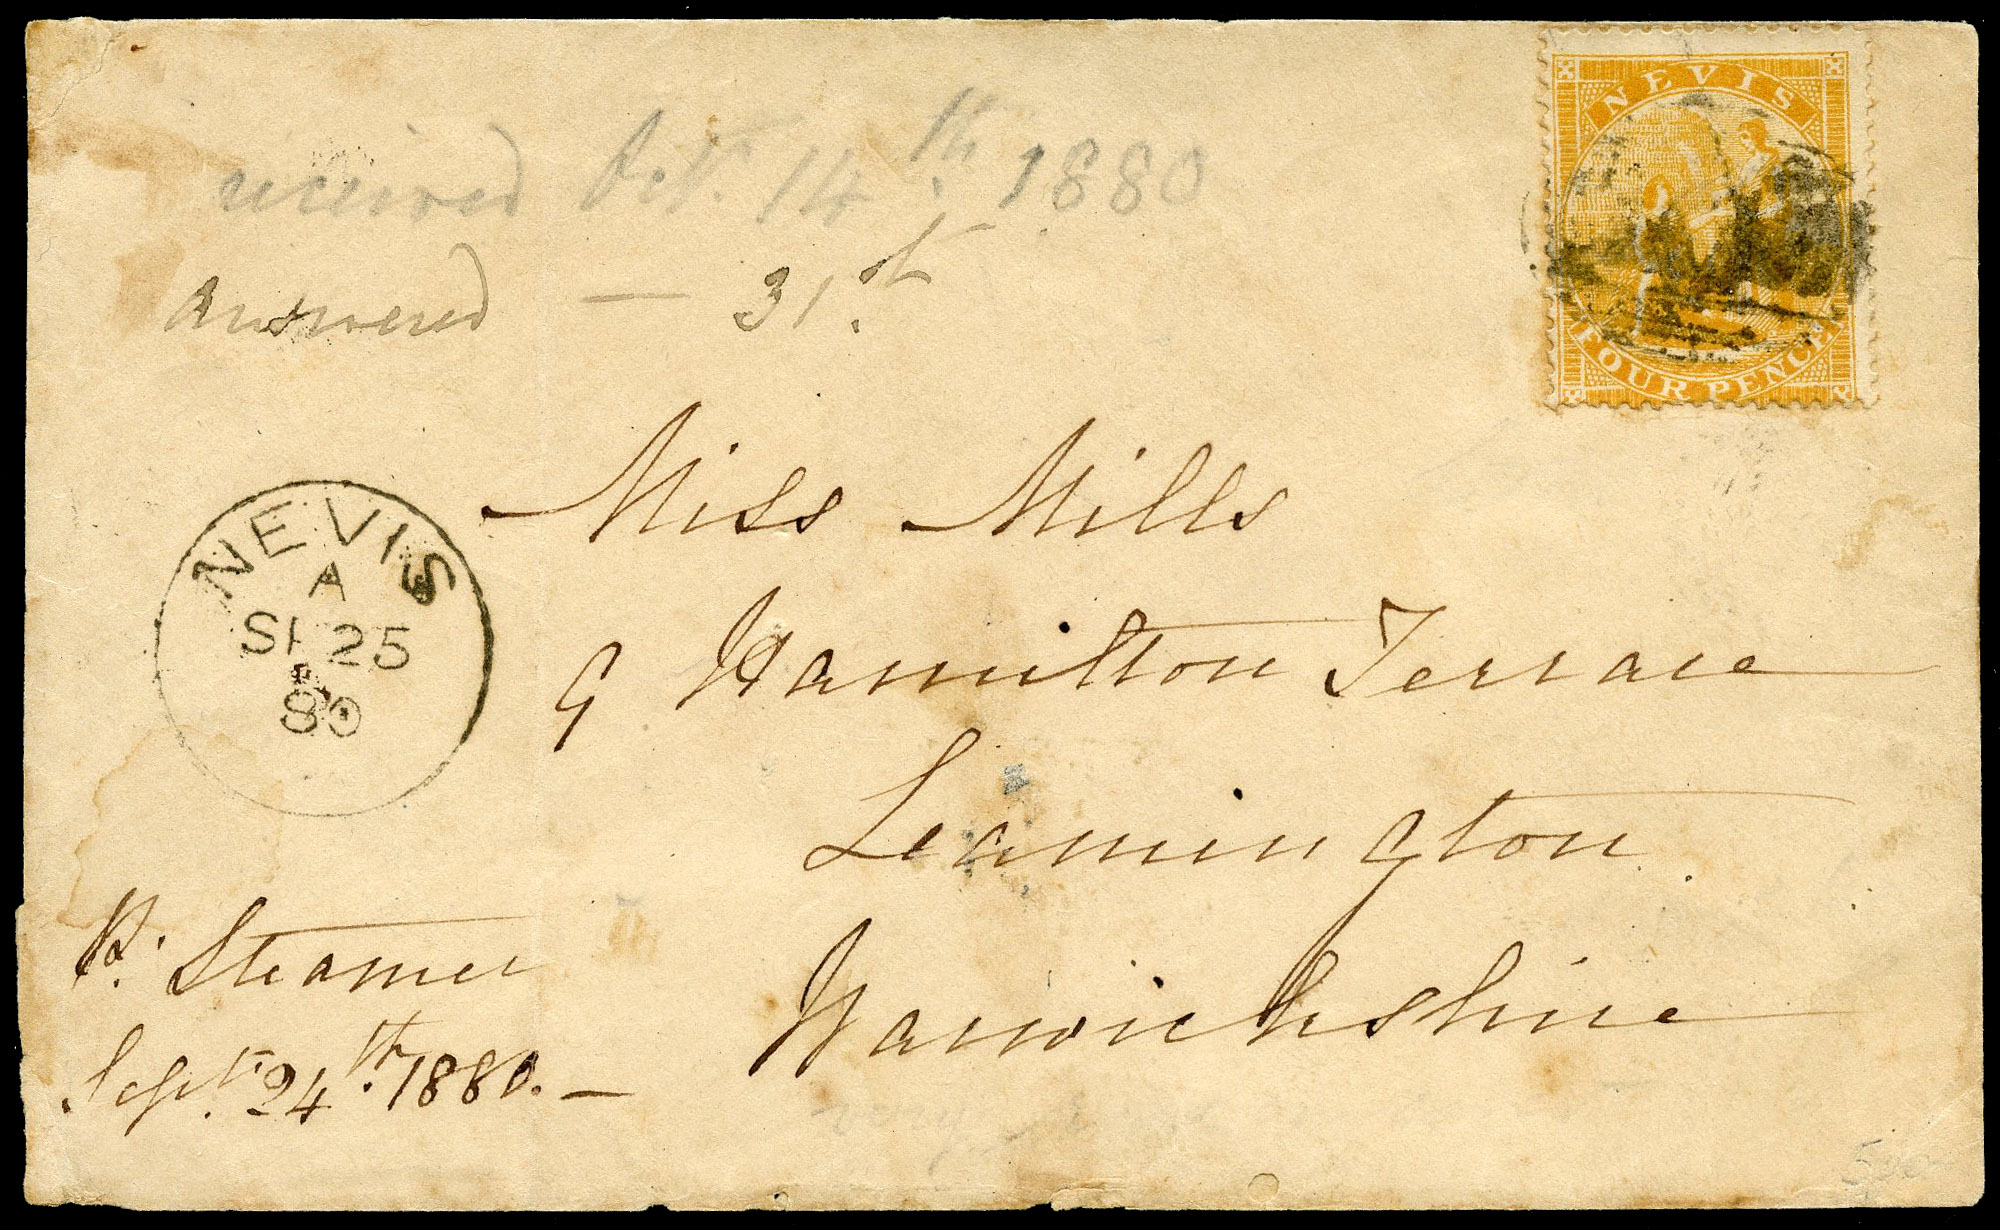 received Oct. 14th 1880
answered — 31st
NEVIS
FOUR PENCE
NEVIS
A
SP 25
80
Miss Mills
9 Hamilton Terrace
Leamington
Warwickshire
Steamer
Sept. 24th. 1880. —
500